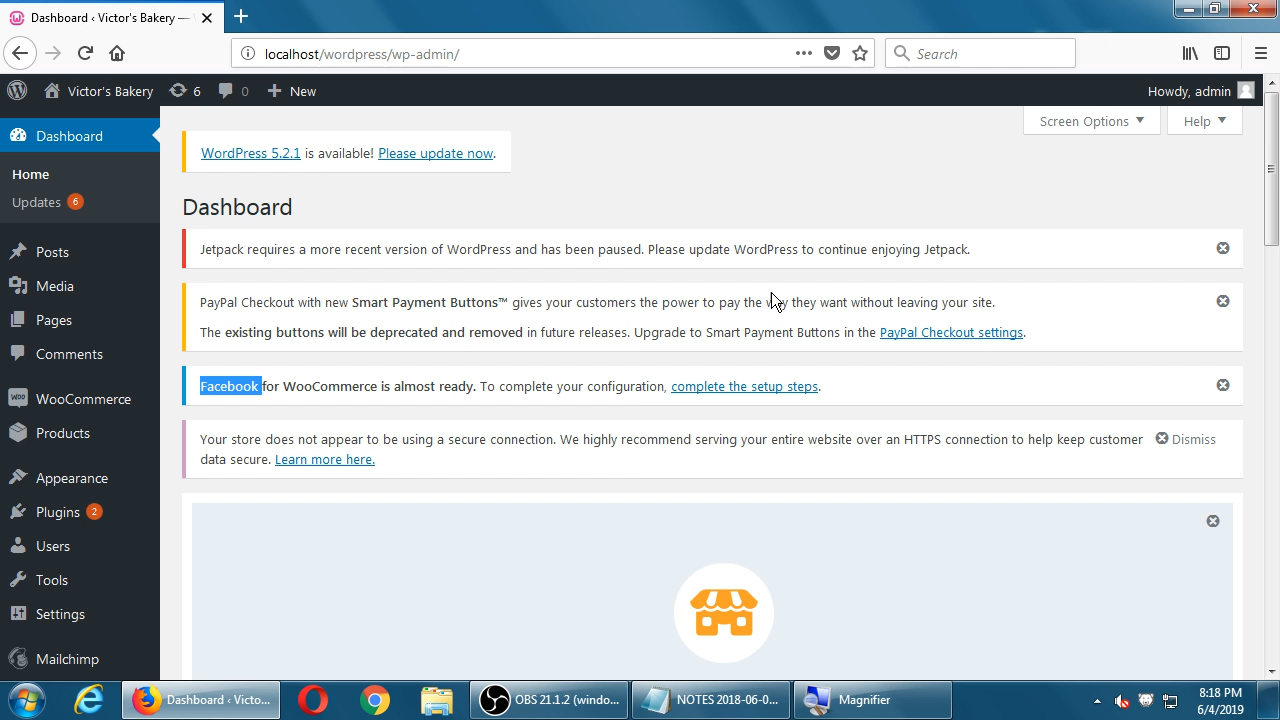 Dashboard ‹ Victor's Bakery —
localhost/wordpress/wp-admin/
Search
Victor's Bakery
6
0
New
Howdy, admin
Dashboard
Home
Updates 6
Posts
Media
Pages
Comments
WooCommerce
Products
Appearance
Plugins 2
Users
Tools
Settings
Mailchimp
Screen Options
Help
WordPress 5.2.1 is available! Please update now.
Dashboard
Jetpack requires a more recent version of WordPress and has been paused. Please update WordPress to continue enjoying Jetpack.
PayPal Checkout with new Smart Payment Buttons™ gives your customers the power to pay the way they want without leaving your site.
The existing buttons will be deprecated and removed in future releases. Upgrade to Smart Payment Buttons in the PayPal Checkout settings.
Facebook for WooCommerce is almost ready. To complete your configuration, complete the setup steps.
Your store does not appear to be using a secure connection. We highly recommend serving your entire website over an HTTPS connection to help keep customer
data secure. Learn more here.
Dismiss
Dashboard ‹ Victo...
OBS 21.1.2 (windo...
NOTES 2018-06-0...
Magnifier
8:18 PM
6/4/2019